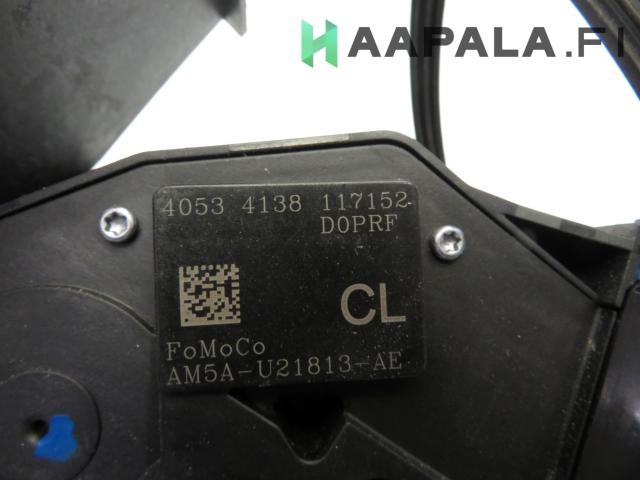 HAAPALA.FI
4053 4138 117152
D0PRF
CL
FoMoCo
AM5A-U21813-AE